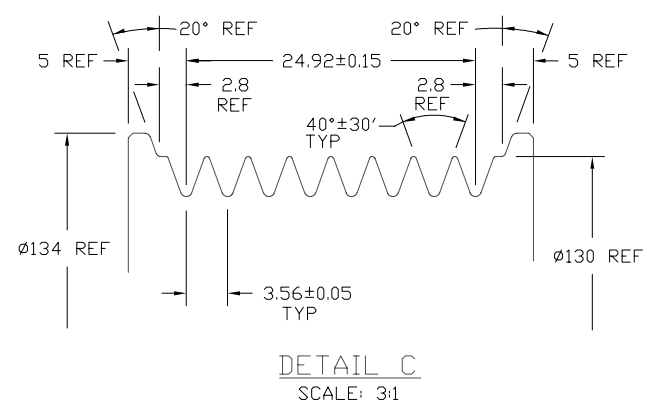 20° REF
20° REF
5 REF
24.92±0.15
5 REF
2.8
REF
2.8
REF
40°±30′
TYP
Ø134 REF
Ø130 REF
3.56±0.05
TYP
DETAIL C
SCALE: 3:1